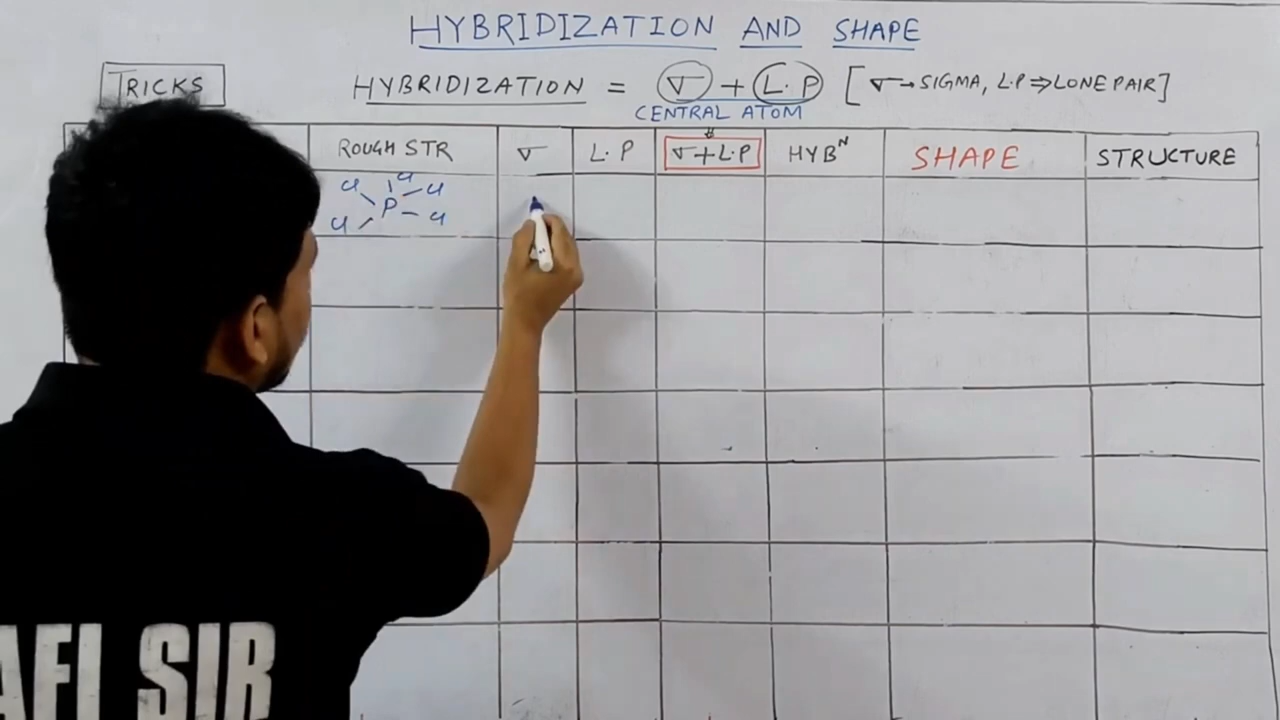 HYBRIDIZATION AND SHAPE
TRICKS
HYBRIDIZATION = σ + L.P [σ → SIGMA, L.P ⇒ LONE PAIR]
CENTRAL ATOM
ROUGH STR σ L.P σ+L.P HYBᴺ SHAPE STRUCTURE
Cl Cl Cl
P
Cl Cl
SIR